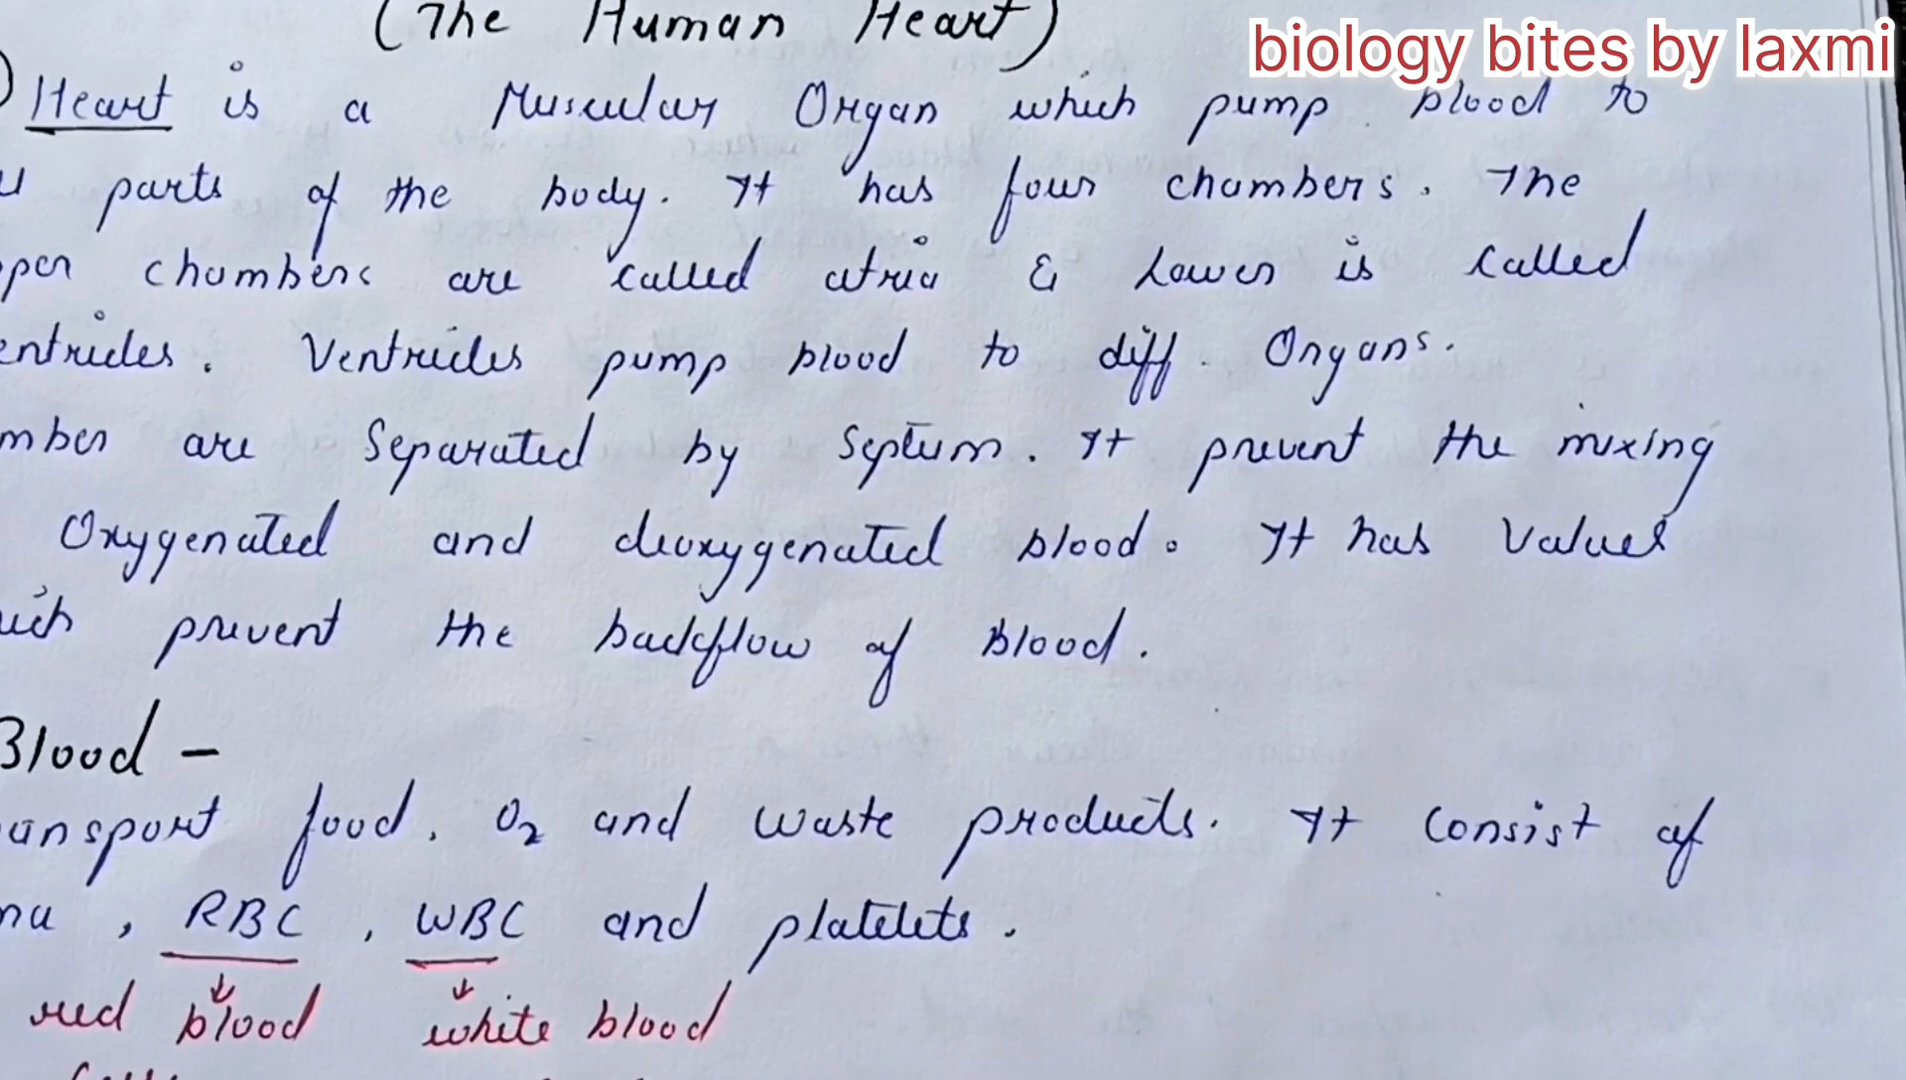 (The Human Heart)
biology bites by laxmi
Heart is a Muscular Organ which pump blood to
parts of the body. It has four chambers. The
chambers are called atria & Lower is called
entricles. Ventricles pump blood to diff. Organs.
mber are Separated by Septum. It prevent the mixing
Oxygenated and deoxygenated blood. It has Valves
prevent the backflow of Blood.
Blood -
ansport food, O2 and waste products. It consist of
, RBC, WBC and platelets.
red blood white blood